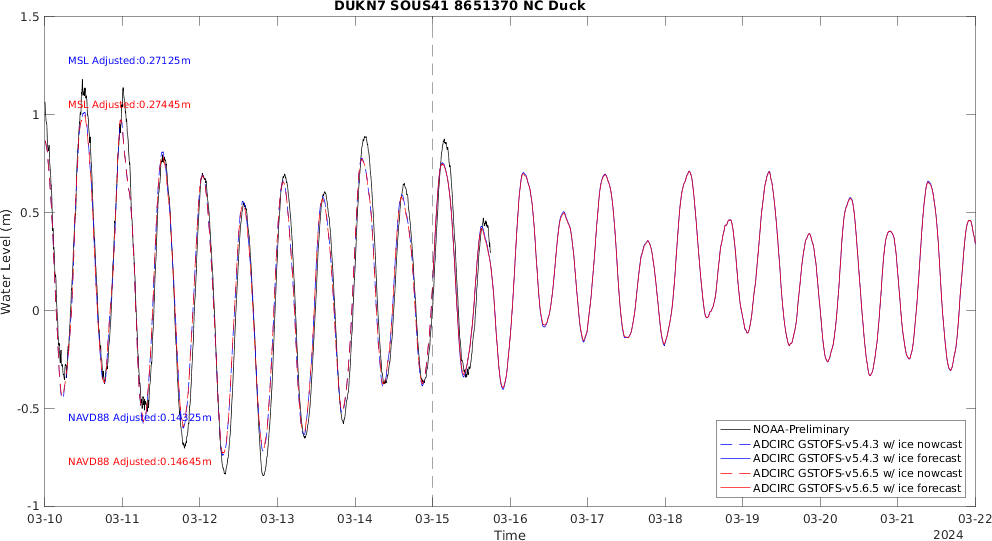 DUKN7 SOUS41 8651370 NC Duck
1.5
1
0.5
0
-0.5
-1
Water Level (m)
MSL Adjusted:0.27125m
MSL Adjusted:0.27445m
NAVD88 Adjusted:0.14325m
NAVD88 Adjusted:0.14645m
NOAA-Preliminary
ADCIRC GSTOFS-v5.4.3 w/ ice nowcast
ADCIRC GSTOFS-v5.4.3 w/ ice forecast
ADCIRC GSTOFS-v5.6.5 w/ ice nowcast
ADCIRC GSTOFS-v5.6.5 w/ ice forecast
03-10 03-11 03-12 03-13 03-14 03-15 03-16 03-17 03-18 03-19 03-20 03-21 03-22
Time
2024